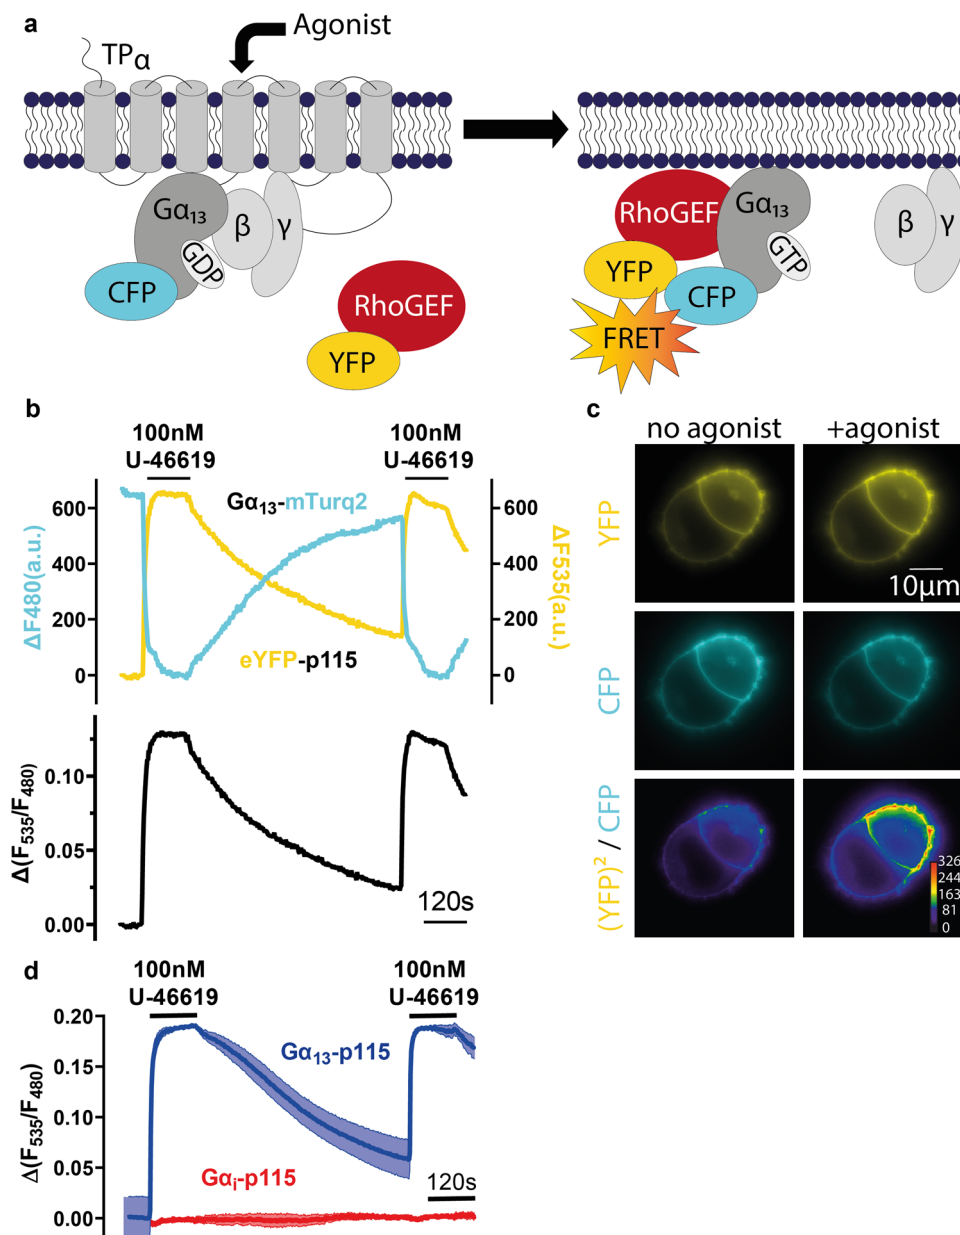 a
Agonist
TPα
Gα13
β
γ
GDP
CFP
RhoGEF
YFP
RhoGEF
Gα13
β
γ
GTP
YFP
CFP
FRET
b
100nM
U-46619
100nM
U-46619
Gα13-mTurq2
eYFP-p115
ΔF480(a.u.)
600
400
200
0
ΔF535(a.u.)
600
400
200
0
Δ(F535/F480)
0.10
0.05
0.00
120s
c
no agonist
+agonist
YFP
10µm
CFP
(YFP)² / CFP
326
244
163
81
0
d
100nM
U-46619
100nM
U-46619
Δ(F535/F480)
0.20
0.15
0.10
0.05
0.00
Gα13-p115
Gαi-p115
120s